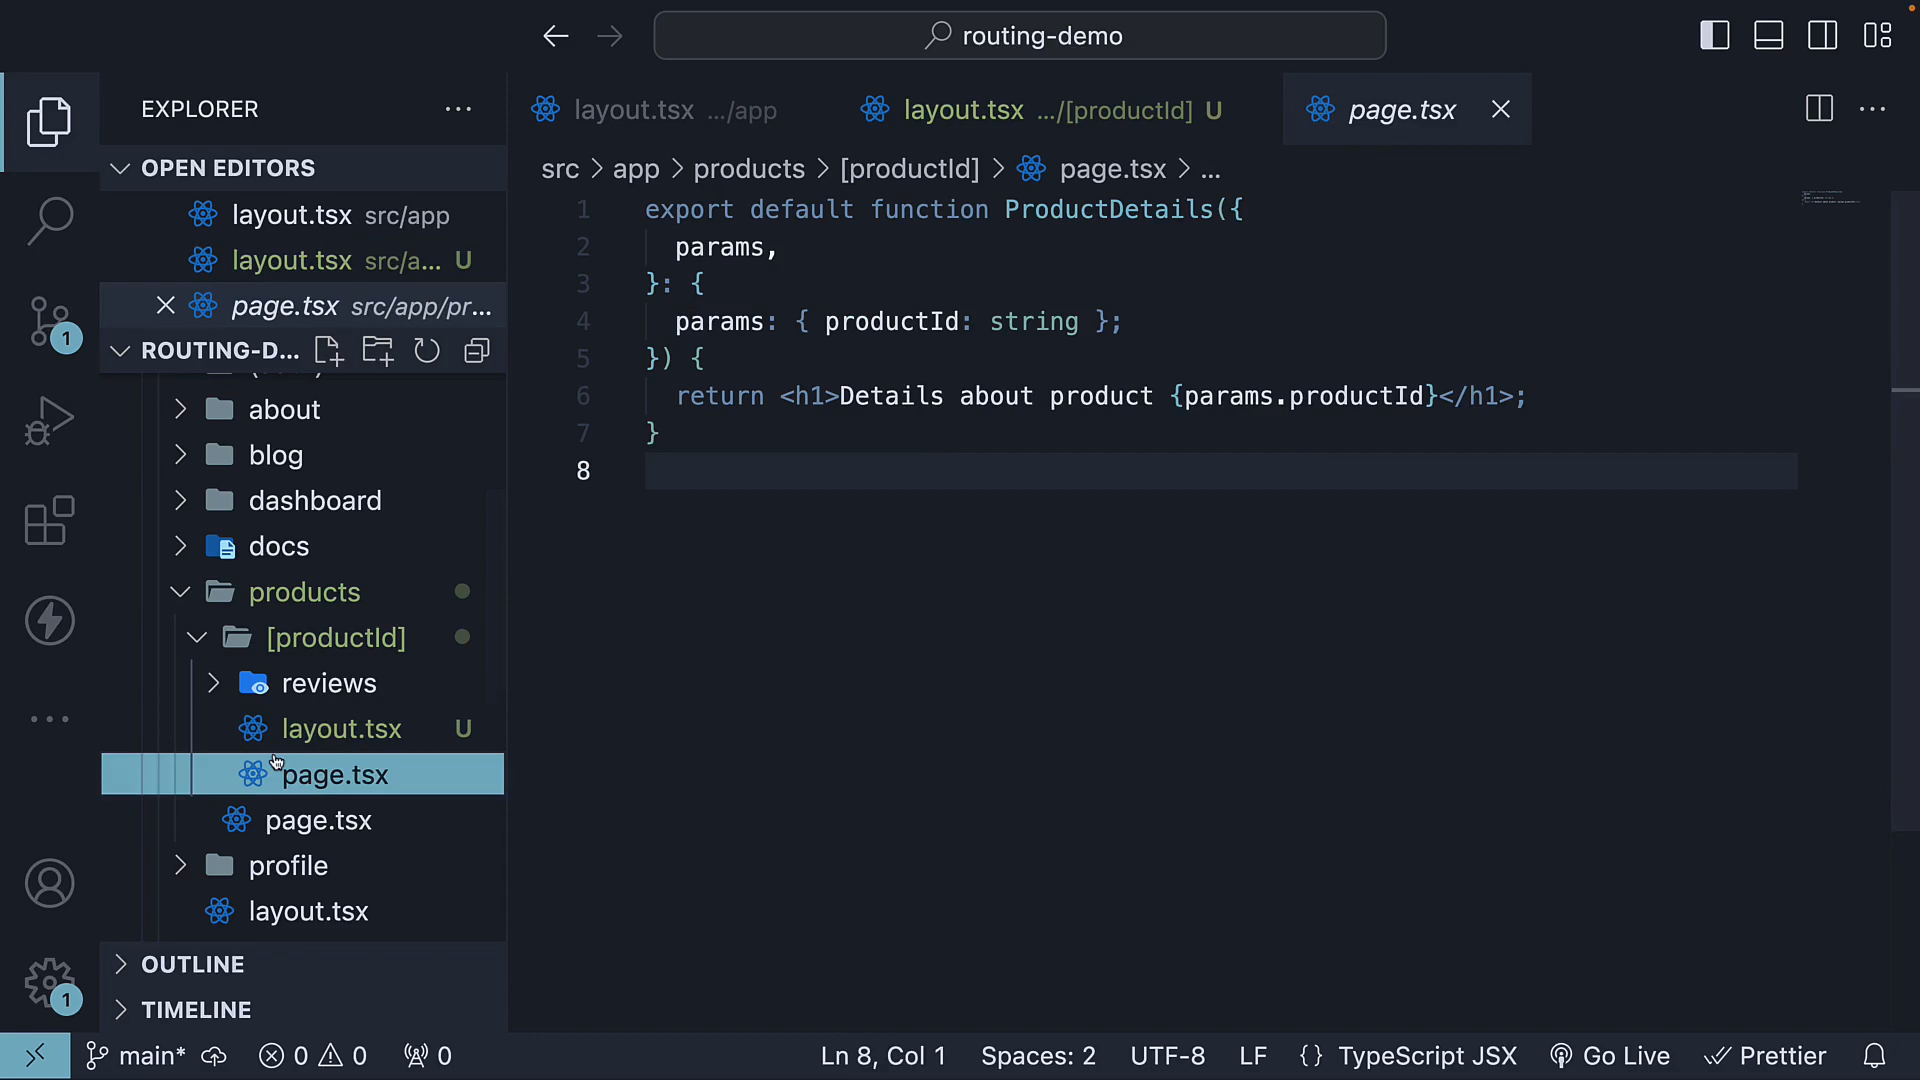 routing-demo
EXPLORER
OPEN EDITORS
layout.tsx src/app
layout.tsx src/a... U
page.tsx src/app/pr...
ROUTING-D...
about
blog
dashboard
docs
products
[productId]
reviews
layout.tsx U
page.tsx
page.tsx
profile
layout.tsx
OUTLINE
TIMELINE
1
1
layout.tsx .../app
layout.tsx .../[productId] U
page.tsx
src > app > products > [productId] > page.tsx > ...
1 export default function ProductDetails({
2 params,
3 }: {
4 params: { productId: string };
5 }) {
6 return <h1>Details about product {params.productId}</h1>;
7 }
8
main* 0 0 0 Ln 8, Col 1 Spaces: 2 UTF-8 LF {} TypeScript JSX Go Live Prettier